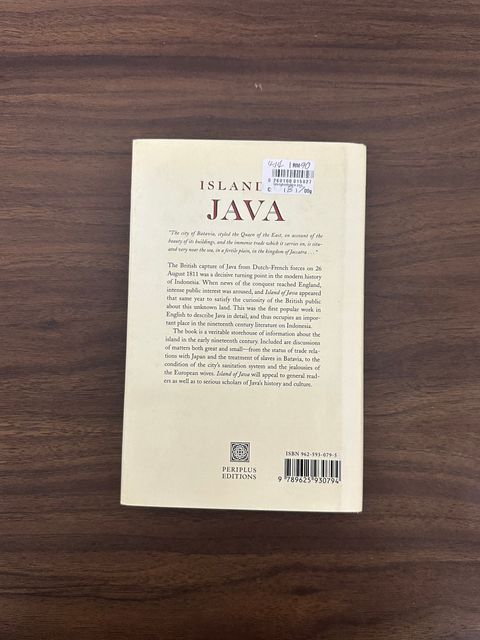 ISLAND
JAVA
"The city of Batavia, styled the Queen of the East, on account of the
beauty of its buildings, and the immense trade which it carries on, is situ-
ated very near the sea, in a fertile plain, in the kingdom of Jaccatra . . . "
The British capture of Java from Dutch-French forces on 26
August 1811 was a decisive turning point in the modern history
of Indonesia. When news of the conquest reached England,
intense public interest was aroused, and Island of Java appeared
that same year to satisfy the curiosity of the British public
about this unknown land. This was the first popular work in
English to describe Java in detail, and thus occupies an impor-
tant place in the nineteenth century literature on Indonesia.
The book is a veritable storehouse of information about the
island in the early nineteenth century. Included are discussions
of matters both great and small—from the status of trade rela-
tions with Japan and the treatment of slaves in Batavia, to the
condition of the city's sanitation system and the jealousies of
the European wives. Island of Java will appeal to general read-
ers as well as to serious scholars of Java's history and culture.
PERIPLUS
EDITIONS
ISBN 962-593-079-5
9 789625 930794